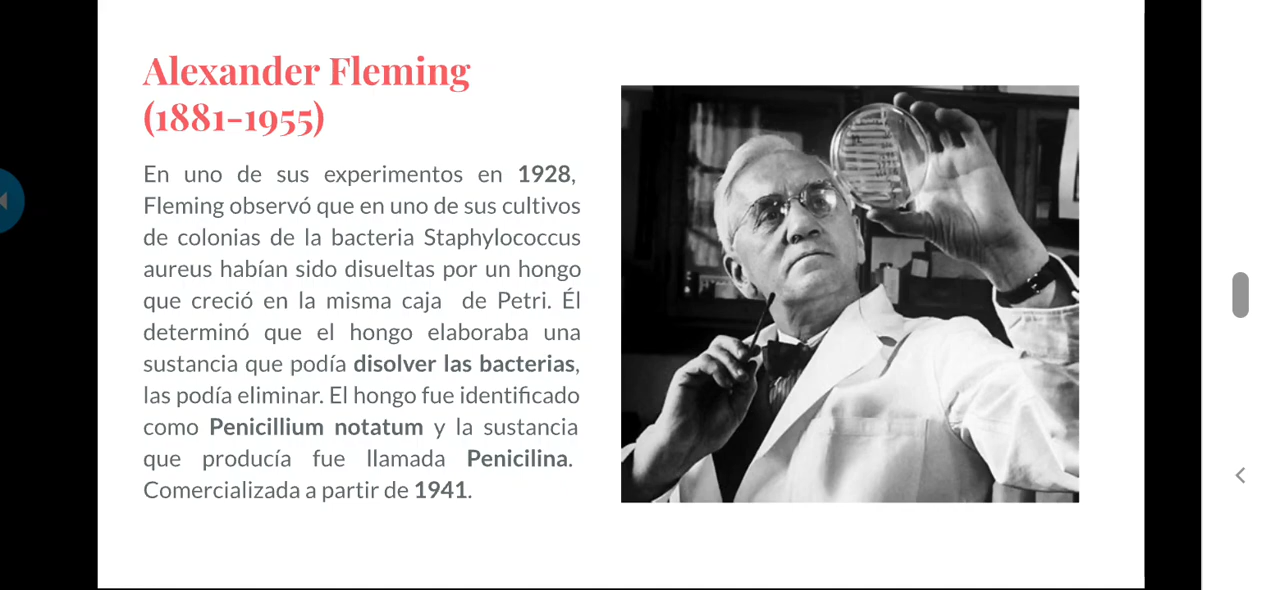 Alexander Fleming
(1881-1955)
En uno de sus experimentos en 1928,
Fleming observó que en uno de sus cultivos
de colonias de la bacteria Staphylococcus
aureus habían sido disueltas por un hongo
que creció en la misma caja de Petri. Él
determinó que el hongo elaboraba una
sustancia que podía disolver las bacterias,
las podía eliminar. El hongo fue identificado
como Penicillium notatum y la sustancia
que producía fue llamada Penicilina.
Comercializada a partir de 1941.